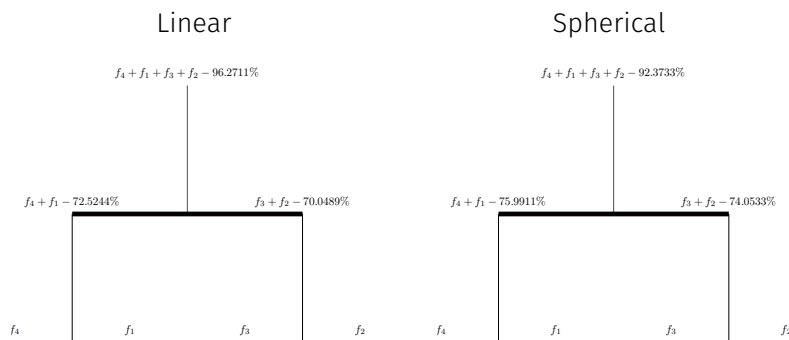 Linear
f₄ + f₁ + f₃ + f₂ − 96.2711%
f₄ + f₁ − 72.5244%
f₃ + f₂ − 70.0489%
f₄
f₁
f₃
f₂
Spherical
f₄ + f₁ + f₃ + f₂ − 92.3733%
f₄ + f₁ − 75.9911%
f₃ + f₂ − 74.0533%
f₄
f₁
f₃